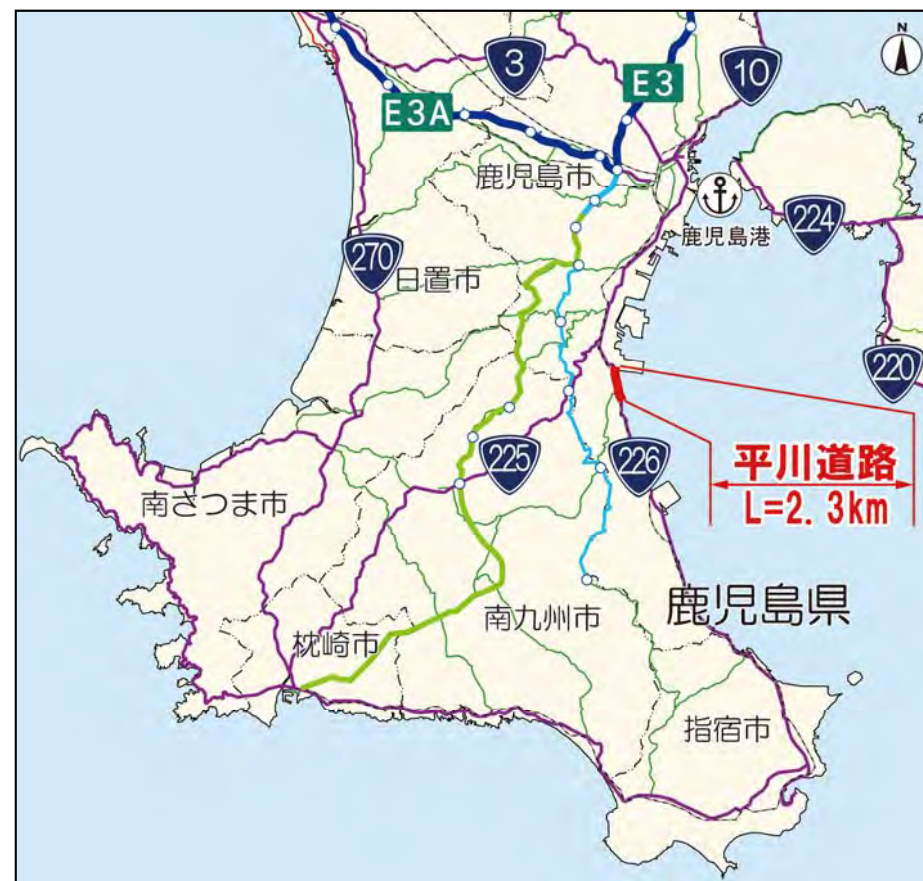 N
3
10
E3
E3A
鹿児島市
鹿児島港
224
270
日置市
220
平川道路
L=2.3km
225
226
南さつま市
鹿児島県
南九州市
枕崎市
指宿市